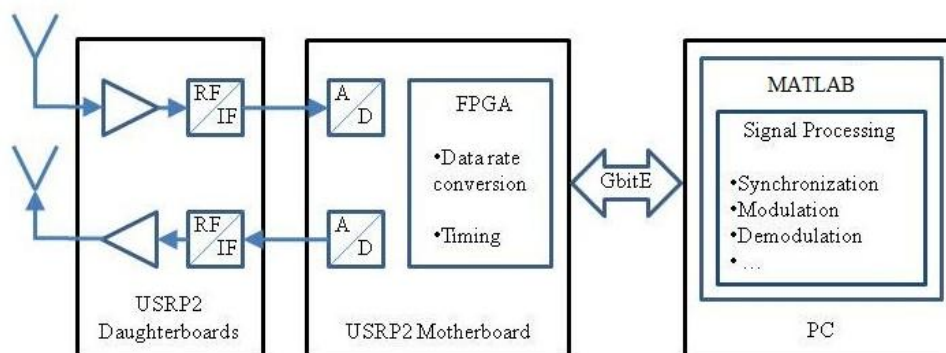 RF
IF
A
D
RF
IF
A
D
USRP2
Daughterboards
FPGA
•Data rate
conversion
•Timing
USRP2 Motherboard
GbitE
MATLAB
Signal Processing
•Synchronization
•Modulation
•Demodulation
•...
PC